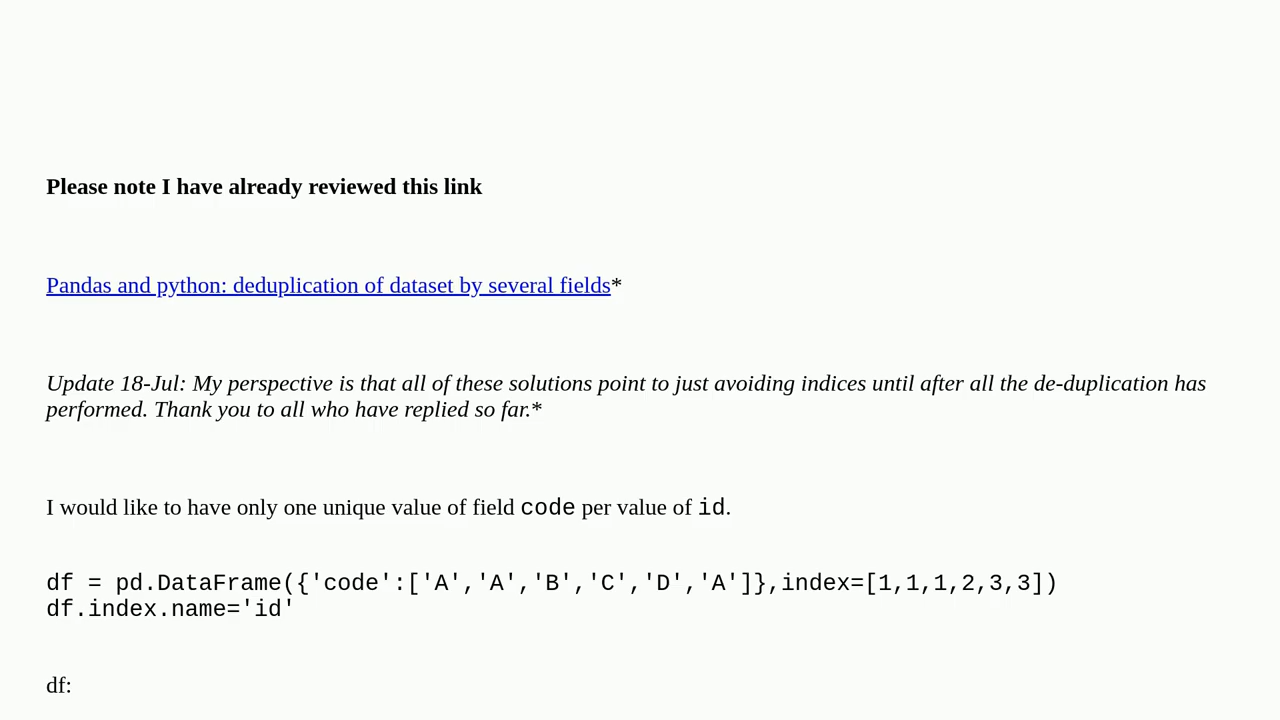 Please note I have already reviewed this link
Pandas and python: deduplication of dataset by several fields*
Update 18-Jul: My perspective is that all of these solutions point to just avoiding indices until after all the de-duplication has
performed. Thank you to all who have replied so far.*
I would like to have only one unique value of field code per value of id.
df = pd.DataFrame({'code':['A','A','B','C','D','A']},index=[1,1,1,2,3,3])
df.index.name='id'
df: